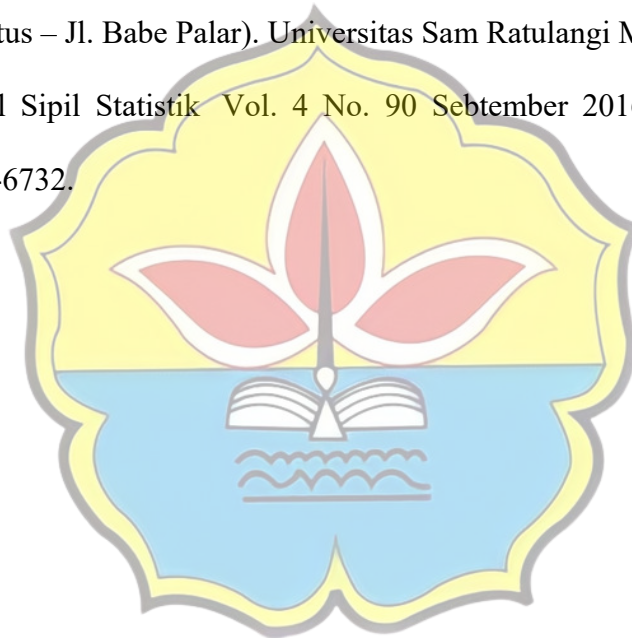 tus – Jl. Babe Palar). Universitas Sam Ratulangi M
l Sipil Statistik Vol. 4 No. 90 Sebtember 201
6732.